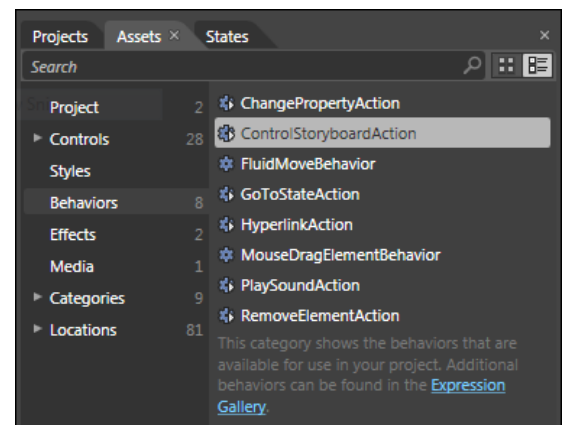 Projects Assets × States ×
Search
Project 2
Controls 28
Styles
Behaviors 8
Effects 2
Media 1
Categories 9
Locations 81
ChangePropertyAction
ControlStoryboardAction
FluidMoveBehavior
GoToStateAction
HyperlinkAction
MouseDragElementBehavior
PlaySoundAction
RemoveElementAction
This category shows the behaviors that are
available for use in your project. Additional
behaviors can be found in the Expression
Gallery.